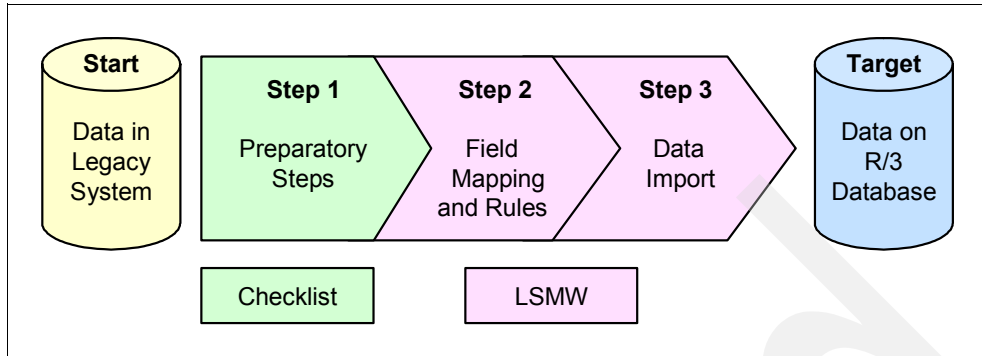 Start
Data in
Legacy
System
Step 1
Preparatory
Steps
Step 2
Field
Mapping
and Rules
Step 3
Data
Import
Target
Data on
R/3
Database
Checklist
LSMW